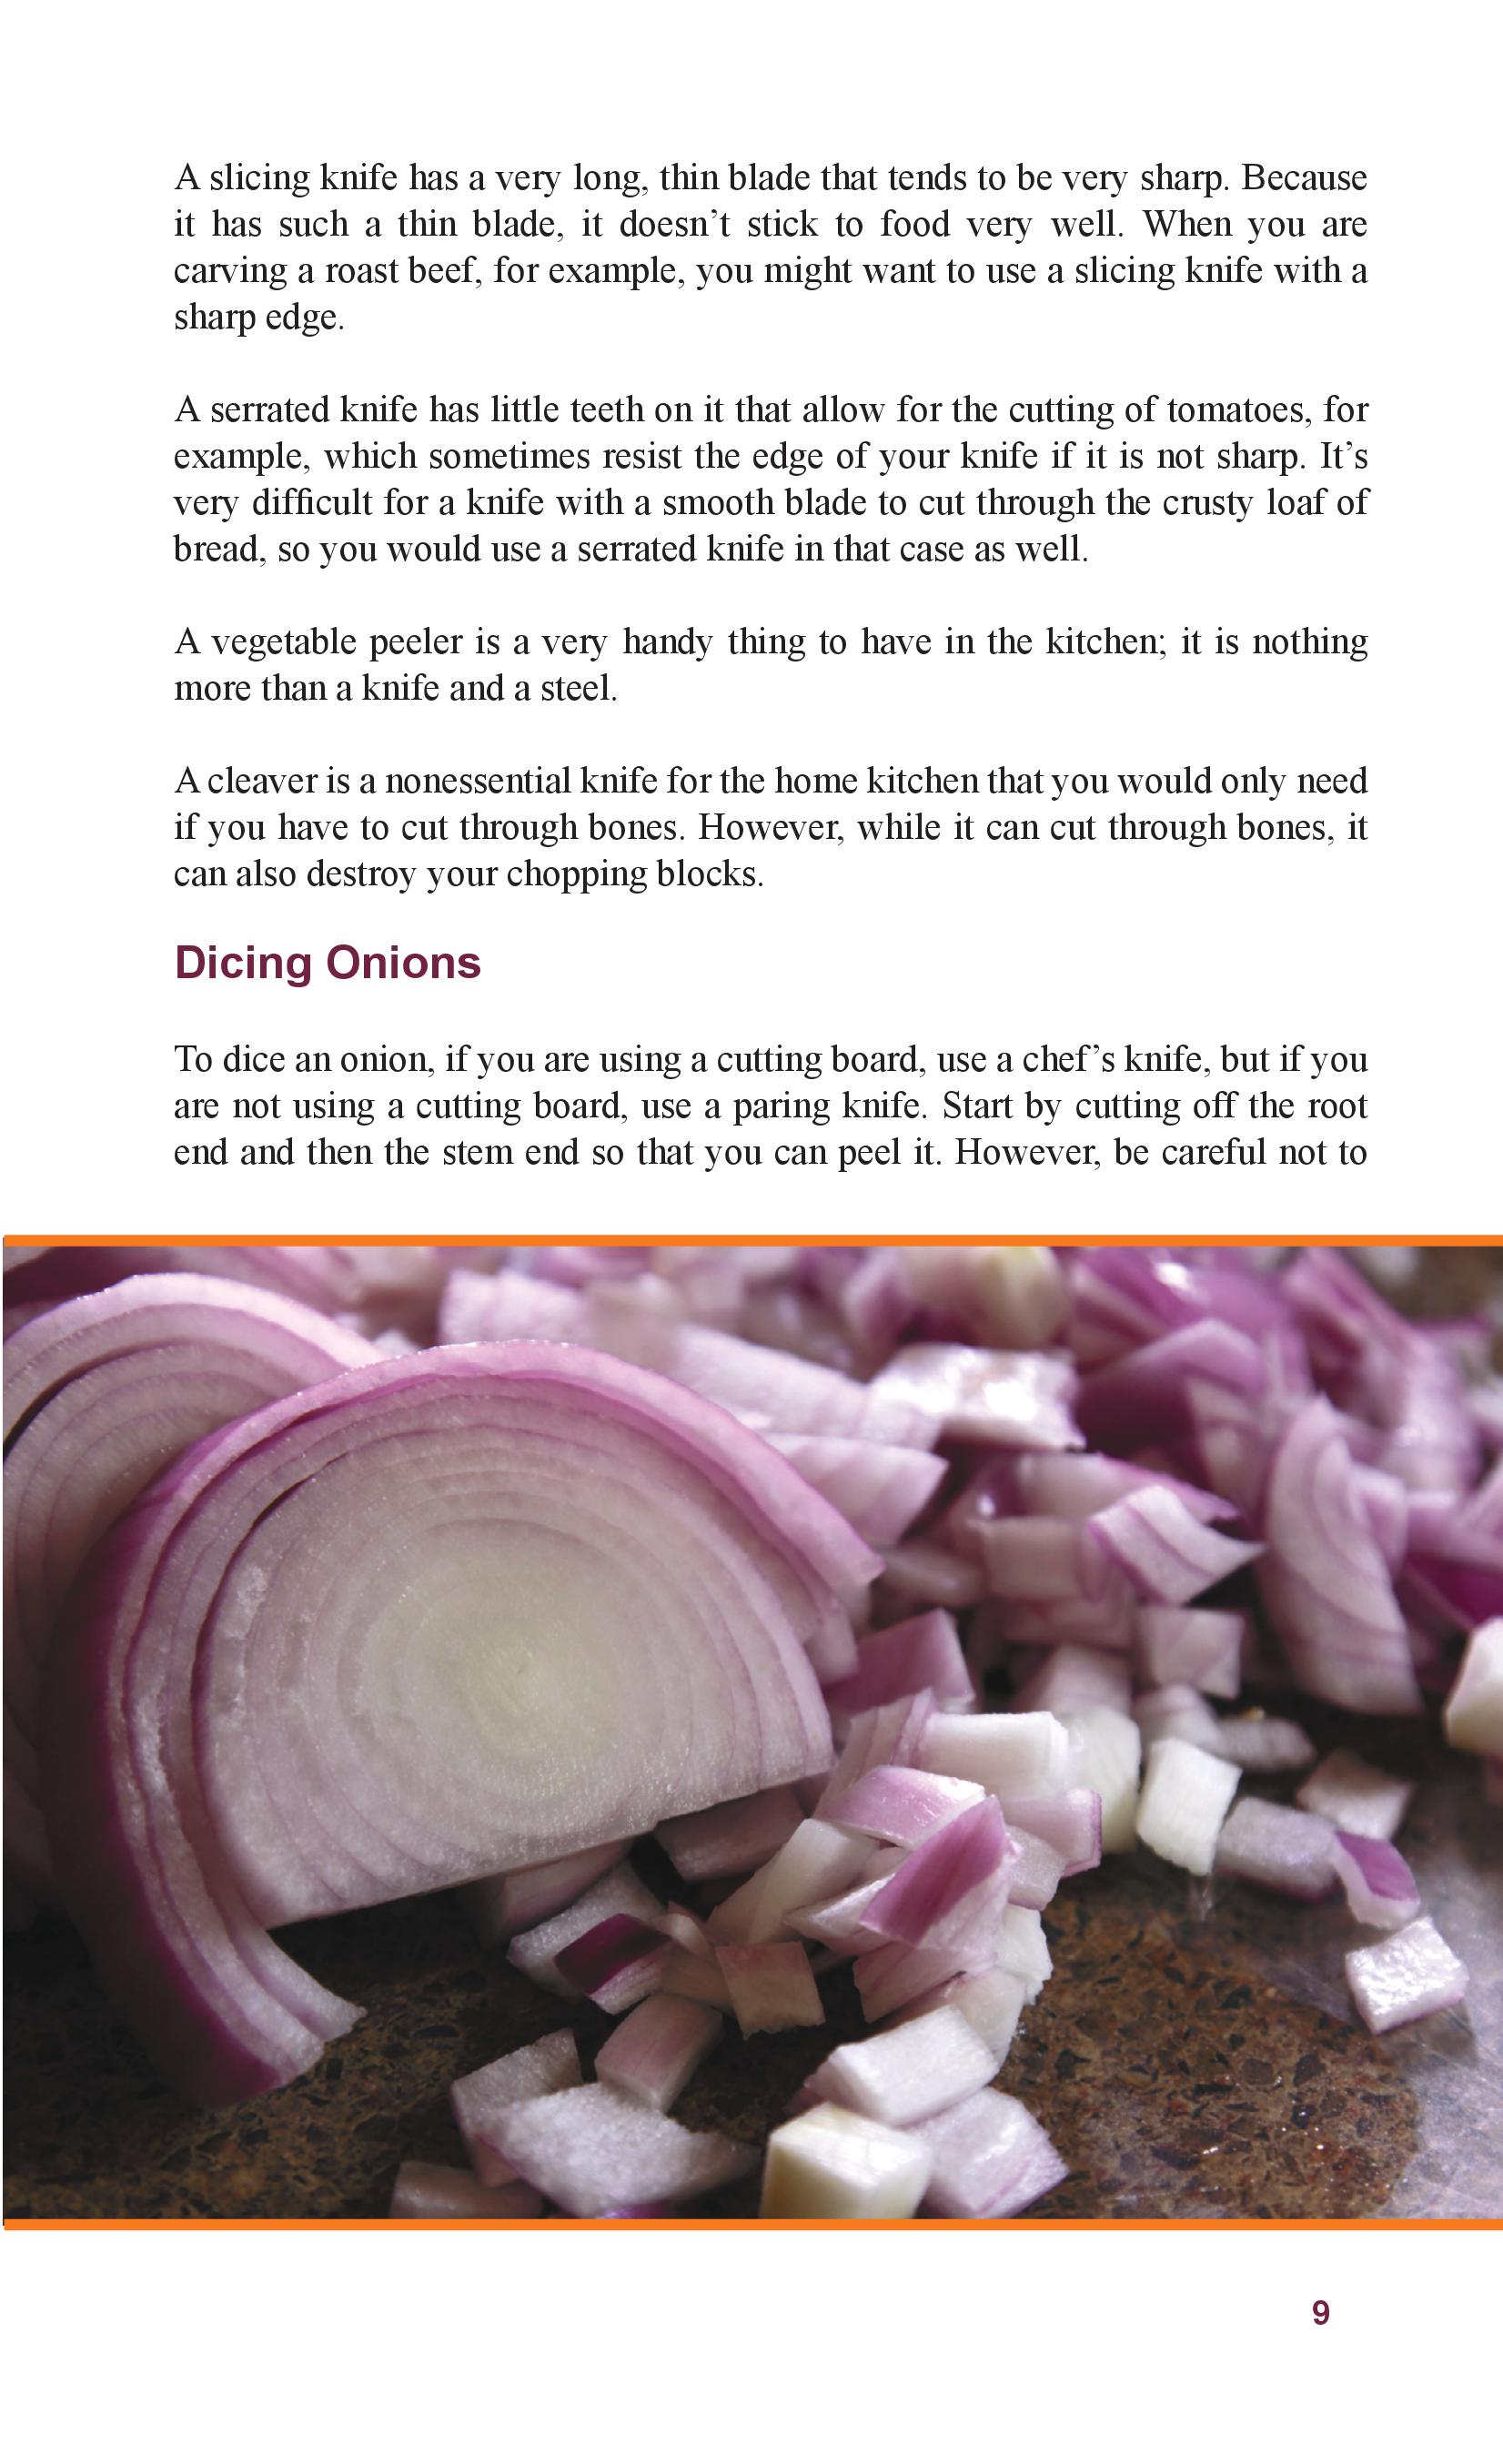 A slicing knife has a very long, thin blade that tends to be very sharp. Because
it has such a thin blade, it doesn’t stick to food very well. When you are
carving a roast beef, for example, you might want to use a slicing knife with a
sharp edge.
A serrated knife has little teeth on it that allow for the cutting of tomatoes, for
example, which sometimes resist the edge of your knife if it is not sharp. It’s
very difficult for a knife with a smooth blade to cut through the crusty loaf of
bread, so you would use a serrated knife in that case as well.
A vegetable peeler is a very handy thing to have in the kitchen; it is nothing
more than a knife and a steel.
A cleaver is a nonessential knife for the home kitchen that you would only need
if you have to cut through bones. However, while it can cut through bones, it
can also destroy your chopping blocks.
Dicing Onions
To dice an onion, if you are using a cutting board, use a chef’s knife, but if you
are not using a cutting board, use a paring knife. Start by cutting off the root
end and then the stem end so that you can peel it. However, be careful not to
9